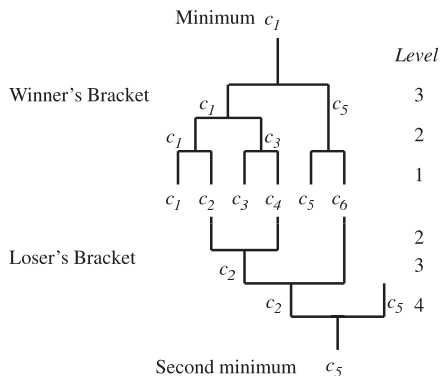 Minimum c1
Level
Winner's Bracket
3
c1
c5
2
c1
c3
1
c1 c2 c3 c4 c5 c6
2
Loser's Bracket
3
c2
c2
c5 4
Second minimum c5